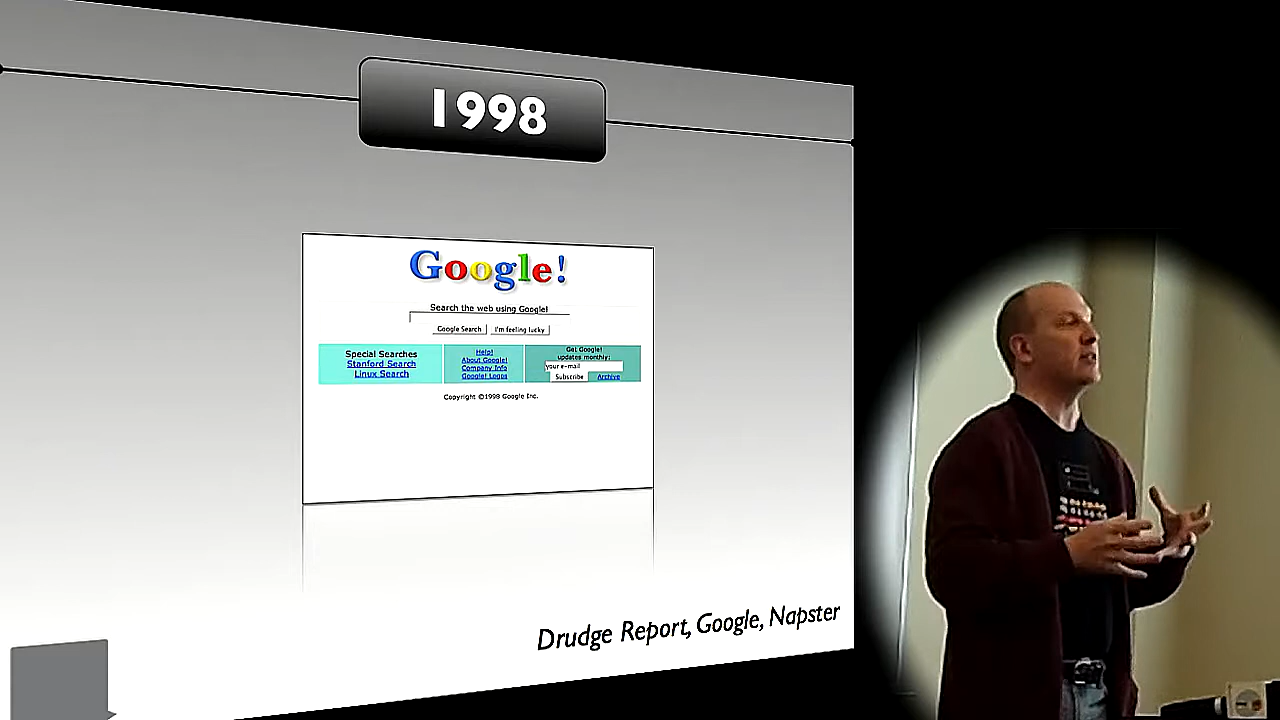 1998
Google!
Search the web using Google!
Google Search I'm feeling lucky
Special Searches
Stanford Search
Linux Search
Help!
About Google!
Company Info
Google! Logos
Get Google!
updates monthly:
your e-mail
Subscribe Archive
Copyright ©1998 Google Inc.
Drudge Report, Google, Napster